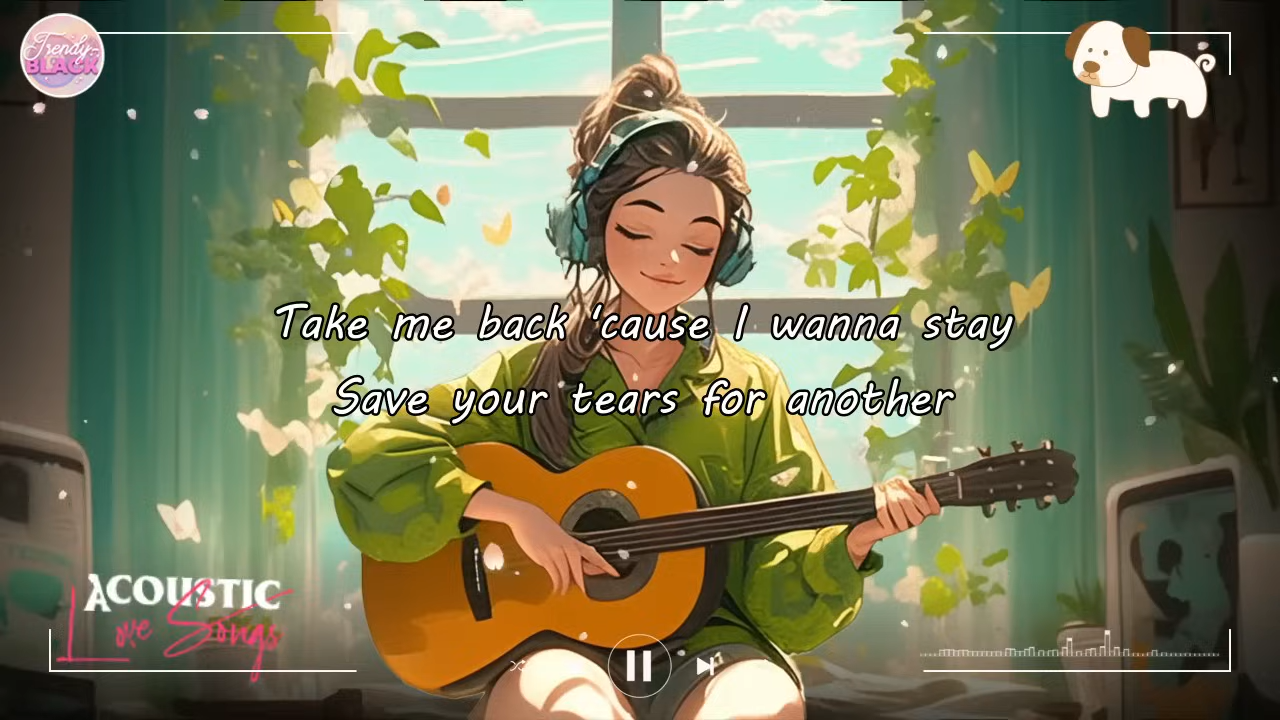 Trendy
BLACK
Take me back ‘cause I wanna stay
Save your tears for another
ACOUSTIC
Love Songs